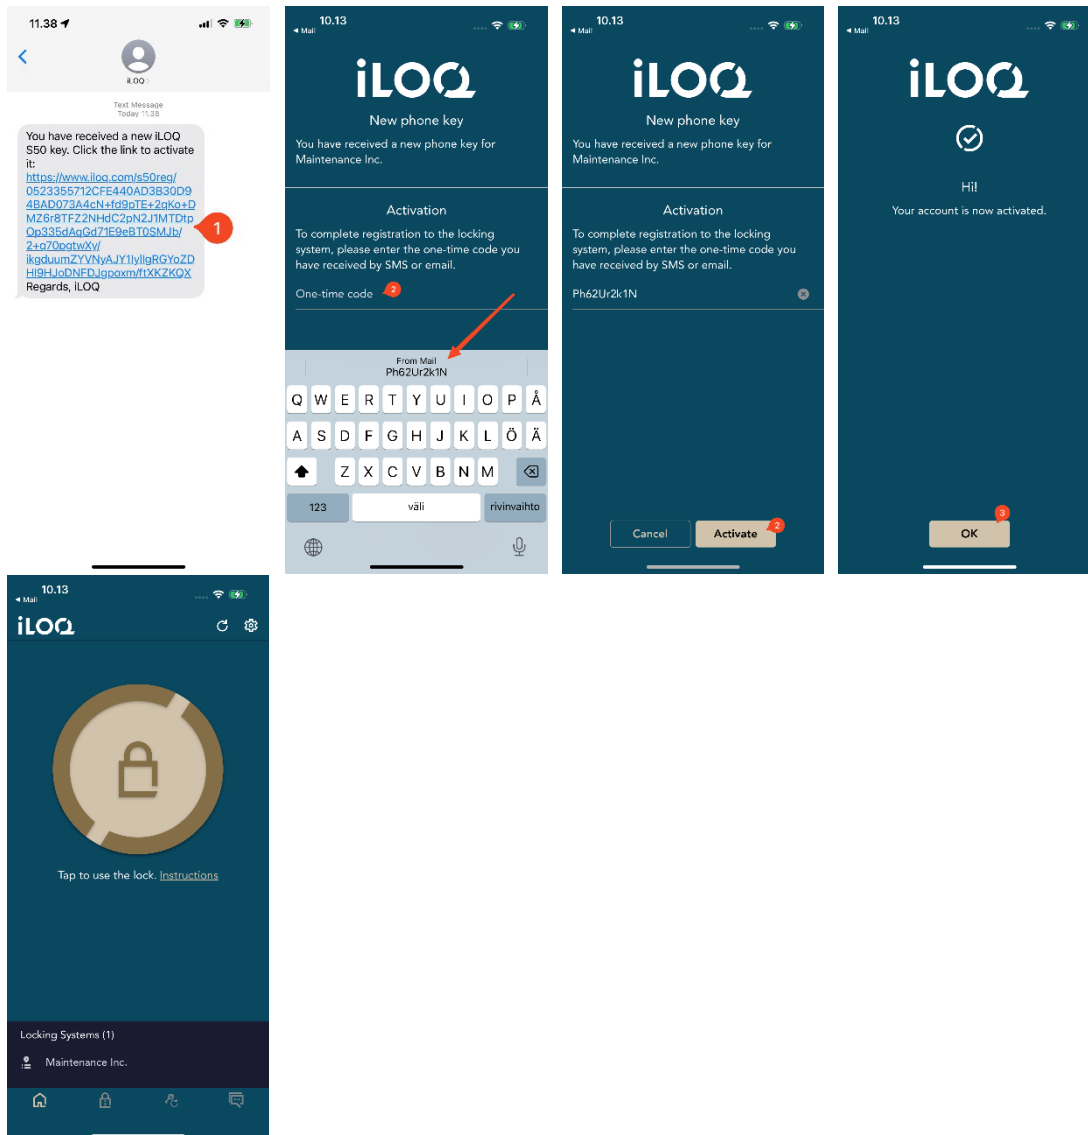 11.38
iLOQ
Text Message
Today 11.38
You have received a new iLOQ
S50 key. Click the link to activate
it:
https://www.iloq.com/s50reg/
0523355712CFE440AD3B30D9
4BAD073A4cN+fd9pTE+2qKo+D
MZ6r8TFZ2NHdC2pN2J1MTDtp
Op335dAqGd71E9eBT0SMJb/
2+q70pgtwXy/
ikgduumZYVNyAJY1IyIlgRGYoZD
HI9HJoDNFDJgpoxm/ftXKZKQX
Regards, iLOQ
1
10.13
Mail
iLOQ
New phone key
You have received a new phone key for
Maintenance Inc.
Activation
To complete registration to the locking
system, please enter the one-time code you
have received by SMS or email.
One-time code
2
From Mail
Ph62Ur2k1N
Q W E R T Y U I O P Å
A S D F G H J K L Ö Ä
Z X C V B N M
123 väli rivinvaihto
10.13
Mail
iLOQ
New phone key
You have received a new phone key for
Maintenance Inc.
Activation
To complete registration to the locking
system, please enter the one-time code you
have received by SMS or email.
Ph62Ur2k1N
Cancel
Activate
2
10.13
Mail
iLOQ
Hi!
Your account is now activated.
3
OK
10.13
Mail
iLOQ
Tap to use the lock. Instructions
Locking Systems (1)
Maintenance Inc.